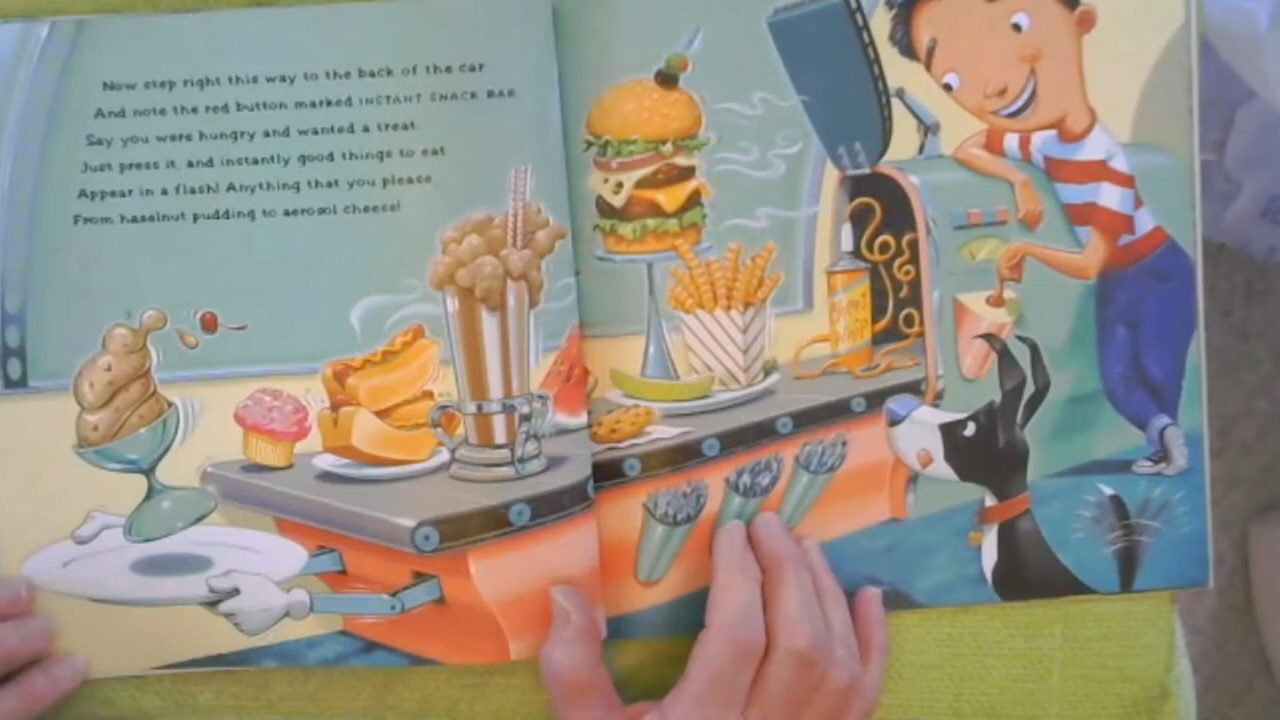 Now step right this way to the back of the car
And note the red button marked INSTANT SNACK BAR.
Say you were hungry and wanted a treat.
Just press it, and instantly good things to eat
Appear in a flash! Anything that you please
From hazelnut pudding to aerosol cheese!